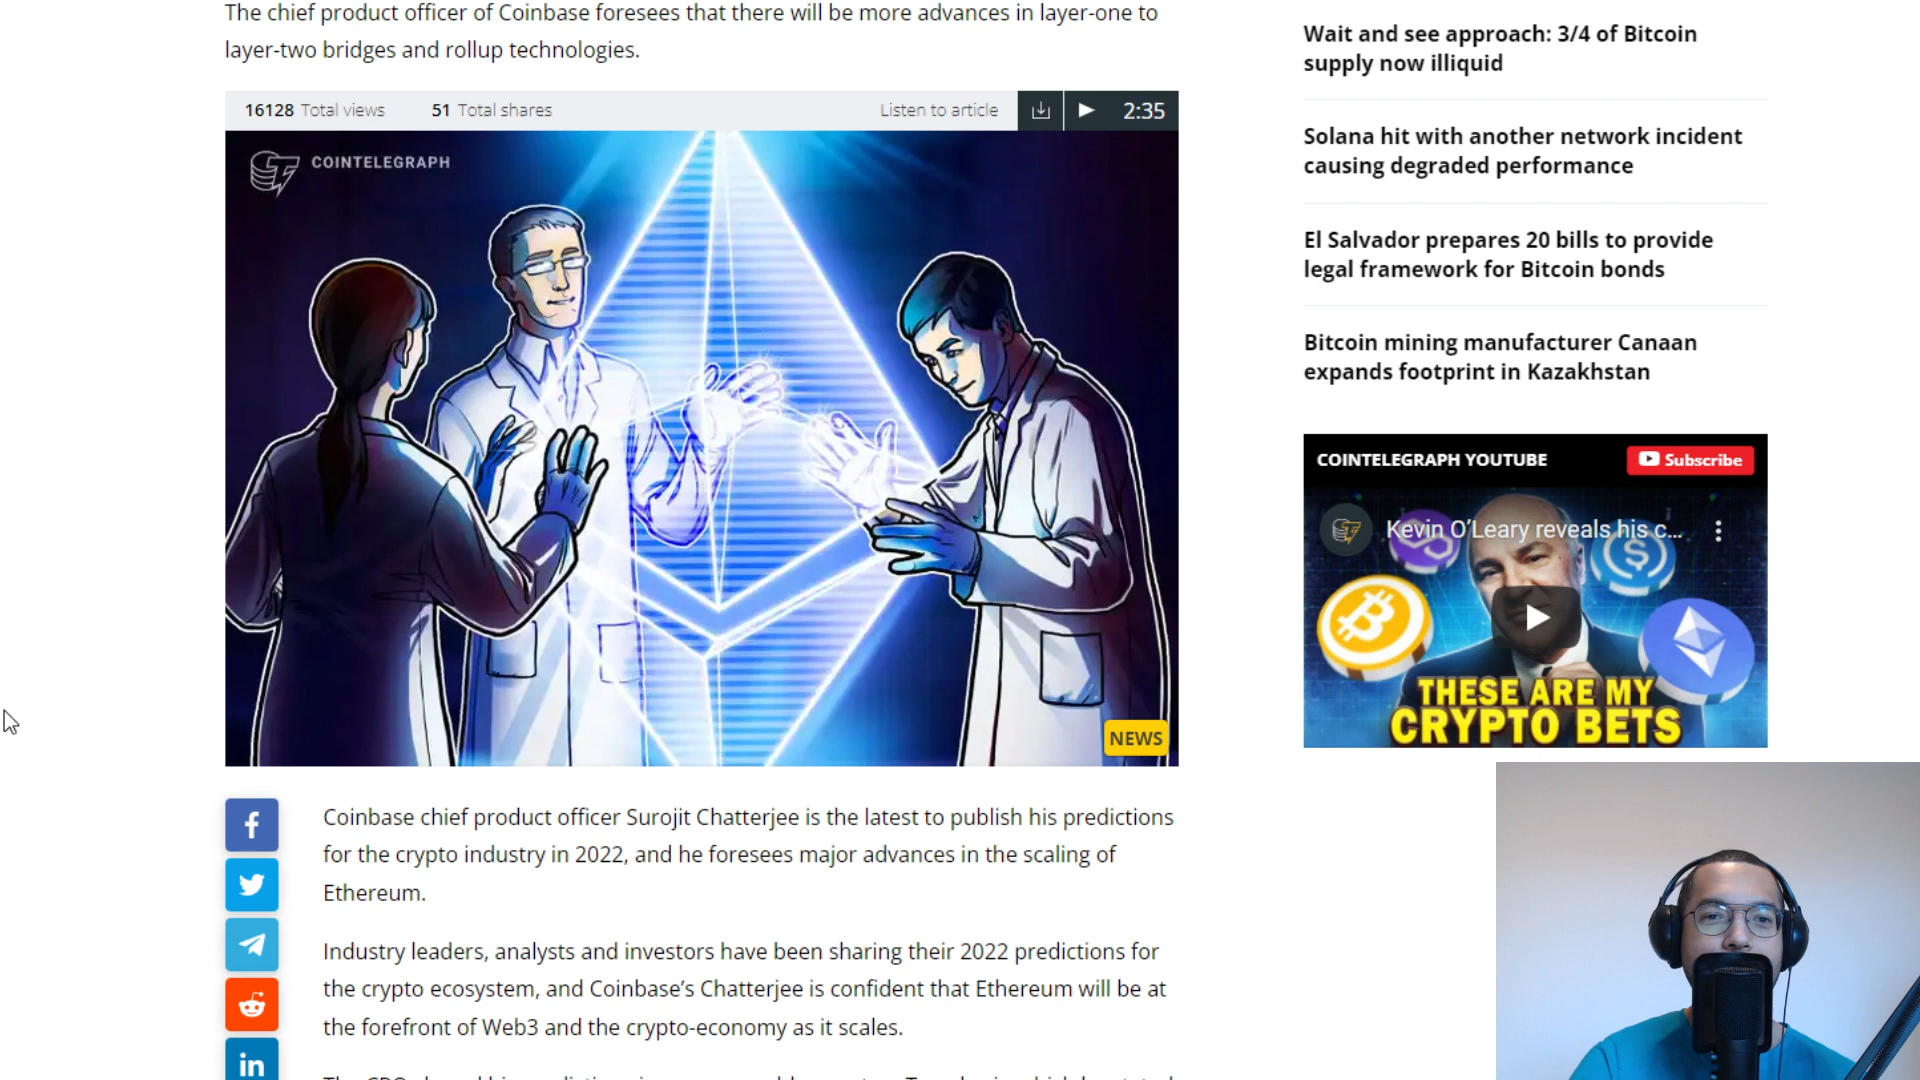 The chief product officer of Coinbase foresees that there will be more advances in layer-one to
layer-two bridges and rollup technologies.
16128 Total views 51 Total shares Listen to article 2:35
COINTELEGRAPH
NEWS
Coinbase chief product officer Surojit Chatterjee is the latest to publish his predictions
for the crypto industry in 2022, and he foresees major advances in the scaling of
Ethereum.
Industry leaders, analysts and investors have been sharing their 2022 predictions for
the crypto ecosystem, and Coinbase’s Chatterjee is confident that Ethereum will be at
the forefront of Web3 and the crypto-economy as it scales.
Wait and see approach: 3/4 of Bitcoin
supply now illiquid
Solana hit with another network incident
causing degraded performance
El Salvador prepares 20 bills to provide
legal framework for Bitcoin bonds
Bitcoin mining manufacturer Canaan
expands footprint in Kazakhstan
COINTELEGRAPH YOUTUBE Subscribe
Kevin O’Leary reveals his c...
THESE ARE MY
CRYPTO BETS